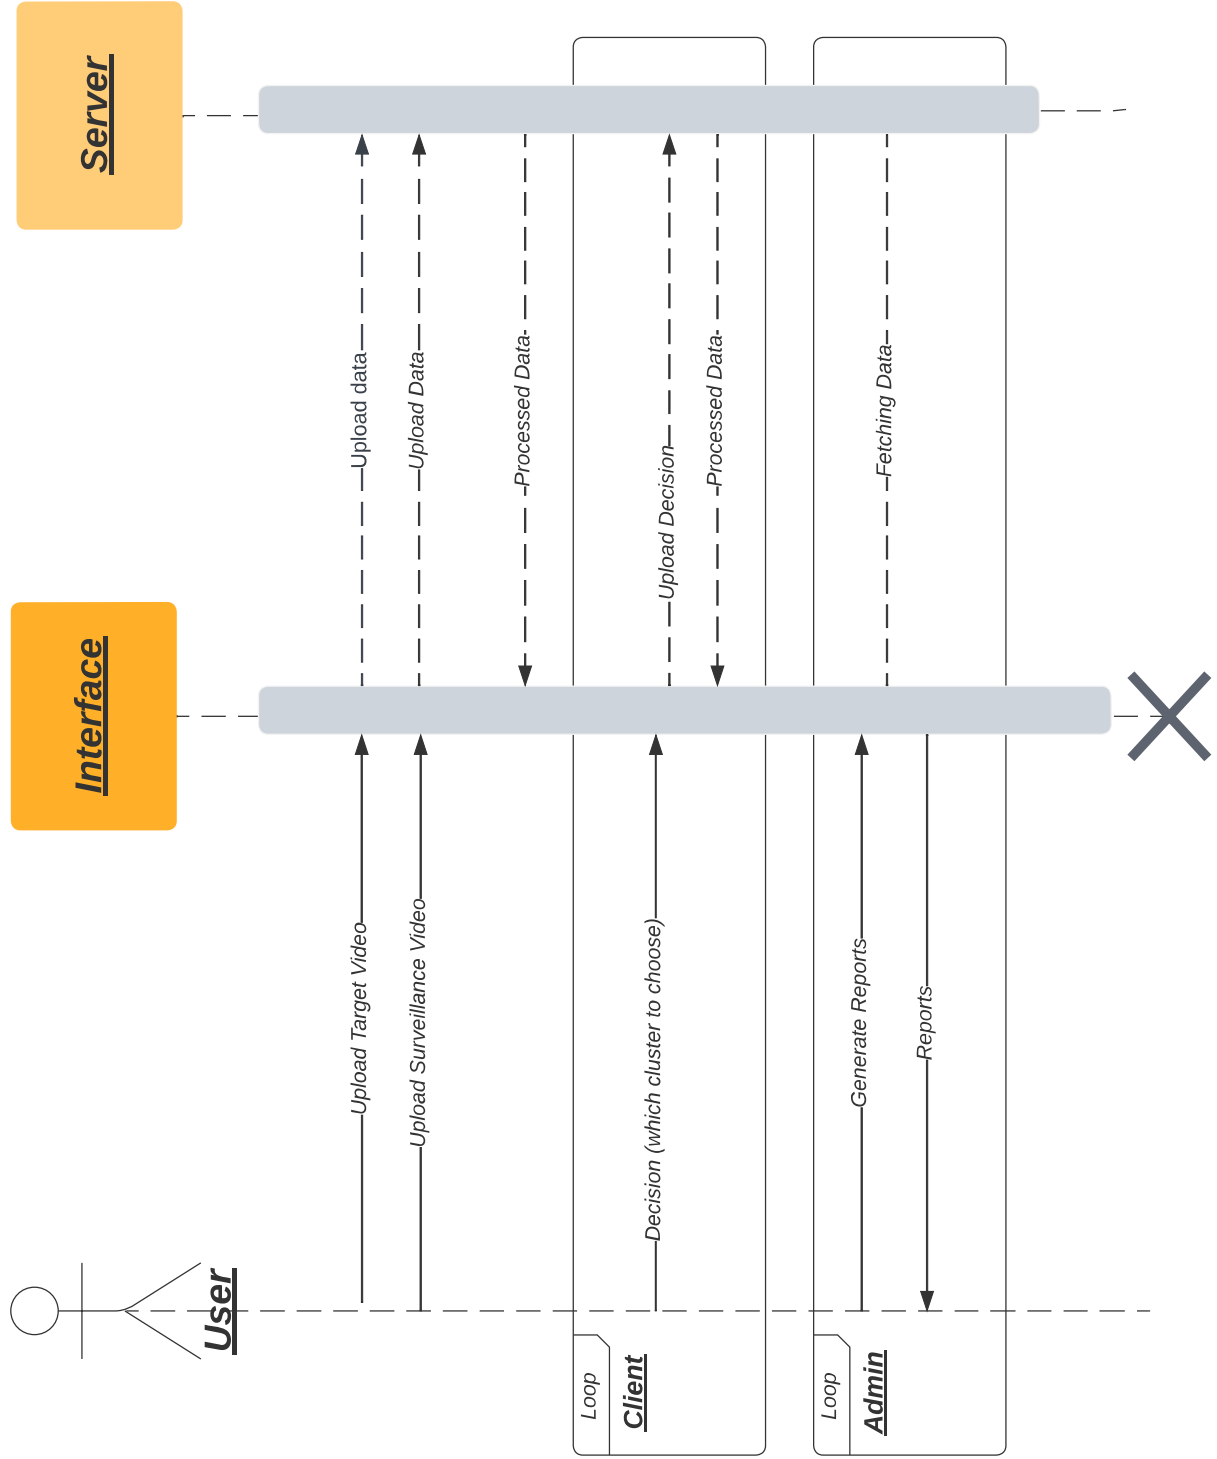 User
Interface
Server
Upload Target Video
Upload data
Upload Surveillance Video
Upload Data
Processed Data
Loop
Client
Decision (which cluster to choose)
Upload Decision
Processed Data
Loop
Admin
Generate Reports
Fetching Data
Reports